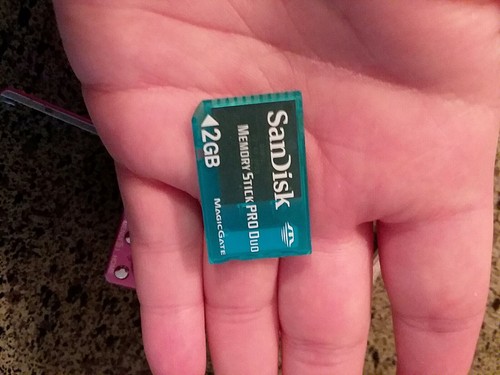 SanDisk
Memory Stick PRO Duo
2GB
MagicGate